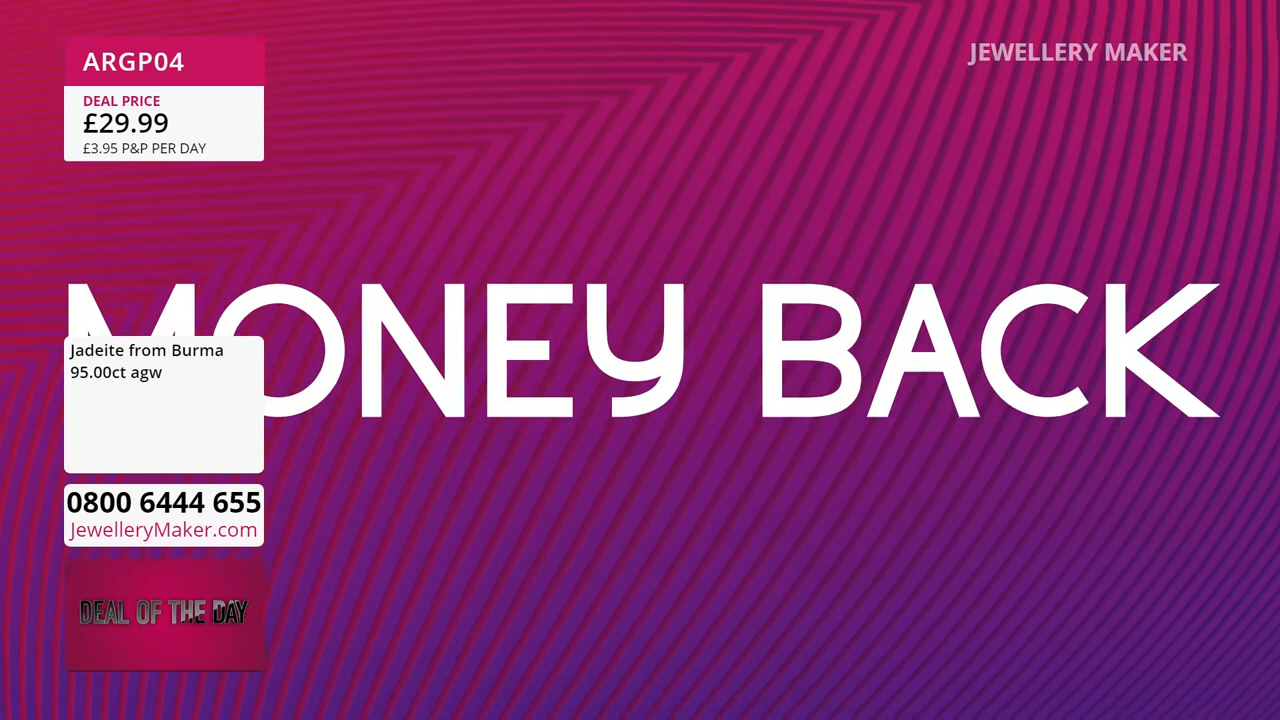 ARGP04
DEAL PRICE
£29.99
£3.95 P&P PER DAY
JEWELLERY MAKER
MONEY BACK
Jadeite from Burma
95.00ct agw
0800 6444 655
JewelleryMaker.com
DEAL OF THE DAY